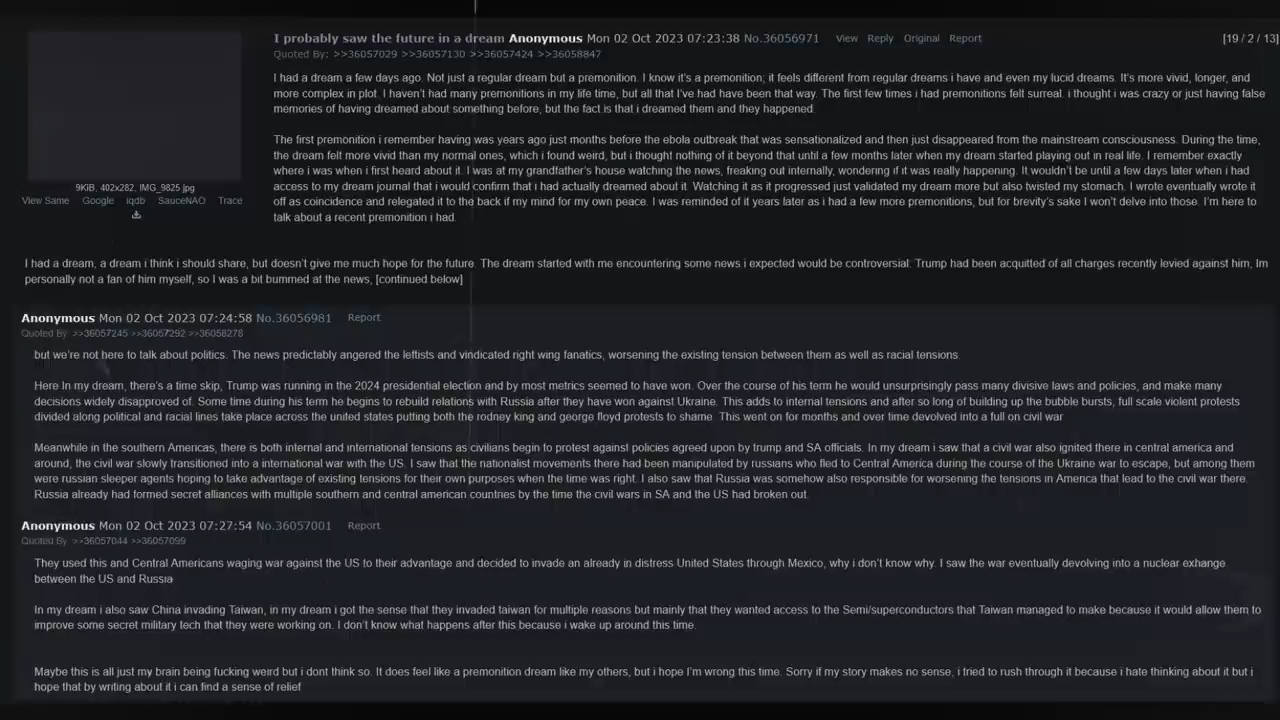 I probably saw the future in a dream Anonymous Mon 02 Oct 2023 07:23:38 No.36056971 View Reply Original Report [19 / 2 / 13]
Quoted By: >>36057029 >>36057130 >>36057424 >>36058847
I had a dream a few days ago. Not just a regular dream but a premonition. I know it's a premonition; it feels different from regular dreams i have and even my lucid dreams. It's more vivid, longer, and
more complex in plot. I haven't had many premonitions in my life time, but all that I've had have been that way. The first few times i had premonitions felt surreal. i thought i was crazy or just having false
memories of having dreamed about something before, but the fact is that i dreamed them and they happened.
The first premonition i remember having was years ago just months before the ebola outbreak that was sensationalized and then just disappeared from the mainstream consciousness. During the time,
the dream felt more vivid than my normal ones, which i found weird, but i thought nothing of it beyond that until a few months later when my dream started playing out in real life. I remember exactly
where i was when i first heard about it. I was at my grandfather's house watching the news, freaking out internally, wondering if it was really happening. It wouldn't be until a few days later when i had
access to my dream journal that i would confirm that i had actually dreamed about it. Watching it as it progressed just validated my dream more but also twisted my stomach. I wrote eventually wrote it
off as coincidence and relegated it to the back if my mind for my own peace. I was reminded of it years later as i had a few more premonitions, but for brevity's sake I won't delve into those. I'm here to
talk about a recent premonition i had.
9KiB, 402x282, IMG_9825.jpg
View Same Google iqdb SauceNAO Trace
I had a dream, a dream i think i should share, but doesn't give me much hope for the future. The dream started with me encountering some news i expected would be controversial. Trump had been acquitted of all charges recently levied against him, Im
personally not a fan of him myself, so I was a bit bummed at the news, [continued below]
Anonymous Mon 02 Oct 2023 07:24:58 No.36056981 Report
Quoted By: >>36057245 >>36057292 >>36058278
but we're not here to talk about politics. The news predictably angered the leftists and vindicated right wing fanatics, worsening the existing tension between them as well as racial tensions.
Here In my dream, there's a time skip, Trump was running in the 2024 presidential election and by most metrics seemed to have won. Over the course of his term he would unsurprisingly pass many divisive laws and policies, and make many
decisions widely disapproved of. Some time during his term he begins to rebuild relations with Russia after they have won against Ukraine. This adds to internal tensions and after so long of building up the bubble bursts, full scale violent protests
divided along political and racial lines take place across the united states putting both the rodney king and george floyd protests to shame. This went on for months and over time devolved into a full on civil war
Meanwhile in the southern Americas, there is both internal and international tensions as civilians begin to protest against policies agreed upon by trump and SA officials. In my dream i saw that a civil war also ignited there in central america and
around, the civil war slowly transitioned into a international war with the US. I saw that the nationalist movements there had been manipulated by russians who fled to Central America during the course of the Ukraine war to escape, but among them
were russian sleeper agents hoping to take advantage of existing tensions for their own purposes when the time was right. I also saw that Russia was somehow also responsible for worsening the tensions in America that lead to the civil war there.
Russia already had formed secret alliances with multiple southern and central american countries by the time the civil wars in SA and the US had broken out.
Anonymous Mon 02 Oct 2023 07:27:54 No.36057001 Report
Quoted By: >>36057044 >>36057099
They used this and Central Americans waging war against the US to their advantage and decided to invade an already in distress United States through Mexico, why i don't know why. I saw the war eventually devolving into a nuclear exhange
between the US and Russia
In my dream i also saw China invading Taiwan, in my dream i got the sense that they invaded taiwan for multiple reasons but mainly that they wanted access to the Semi/superconductors that Taiwan managed to make because it would allow them to
improve some secret military tech that they were working on. I don't know what happens after this because i wake up around this time.
Maybe this is all just my brain being fucking weird but i dont think so. It does feel like a premonition dream like my others, but i hope I'm wrong this time. Sorry if my story makes no sense, i tried to rush through it because i hate thinking about it but i
hope that by writing about it i can find a sense of relief